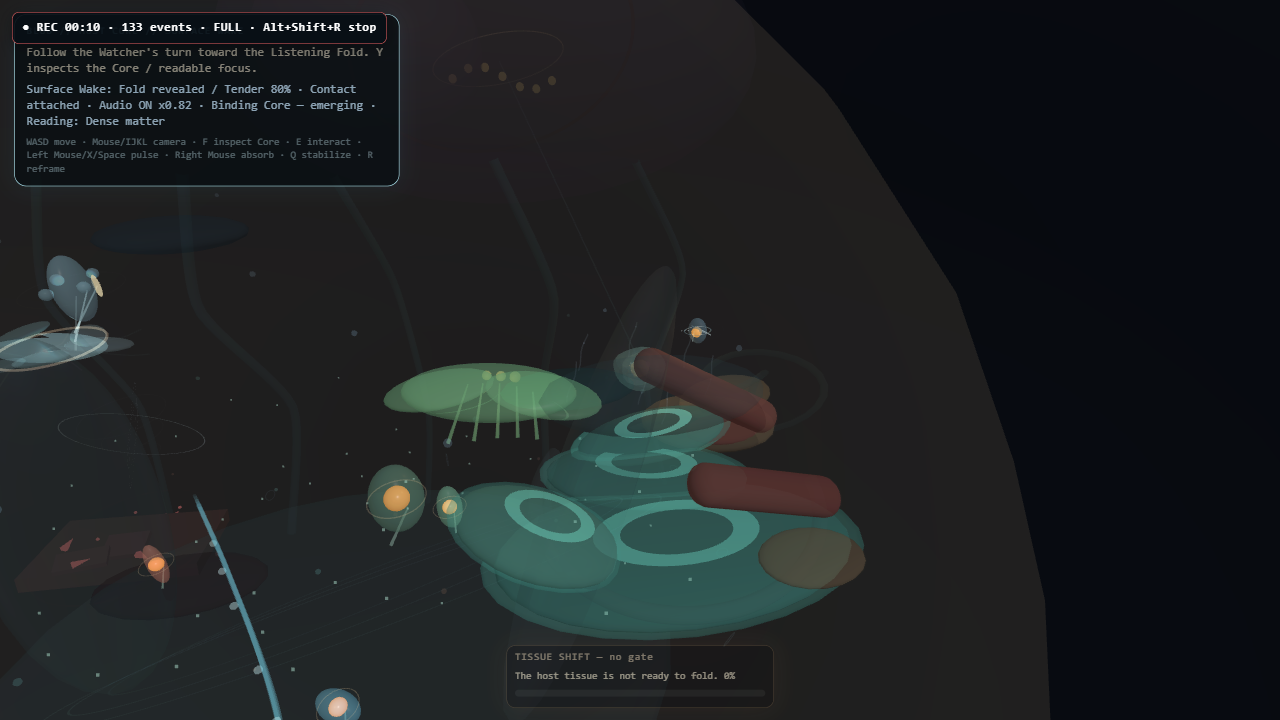 ● REC 00:10 · 133 events · FULL · Alt+Shift+R stop
Follow the Watcher's turn toward the Listening Fold. Y
inspects the Core / readable focus.
Surface Wake: Fold revealed / Tender 80% · Contact
attached · Audio ON x0.82 · Binding Core — emerging ·
Reading: Dense matter
WASD move · Mouse/IJKL camera · F inspect Core · E interact ·
Left Mouse/X/Space pulse · Right Mouse absorb · Q stabilize · R
reframe
TISSUE SHIFT — no gate
The host tissue is not ready to fold. 0%